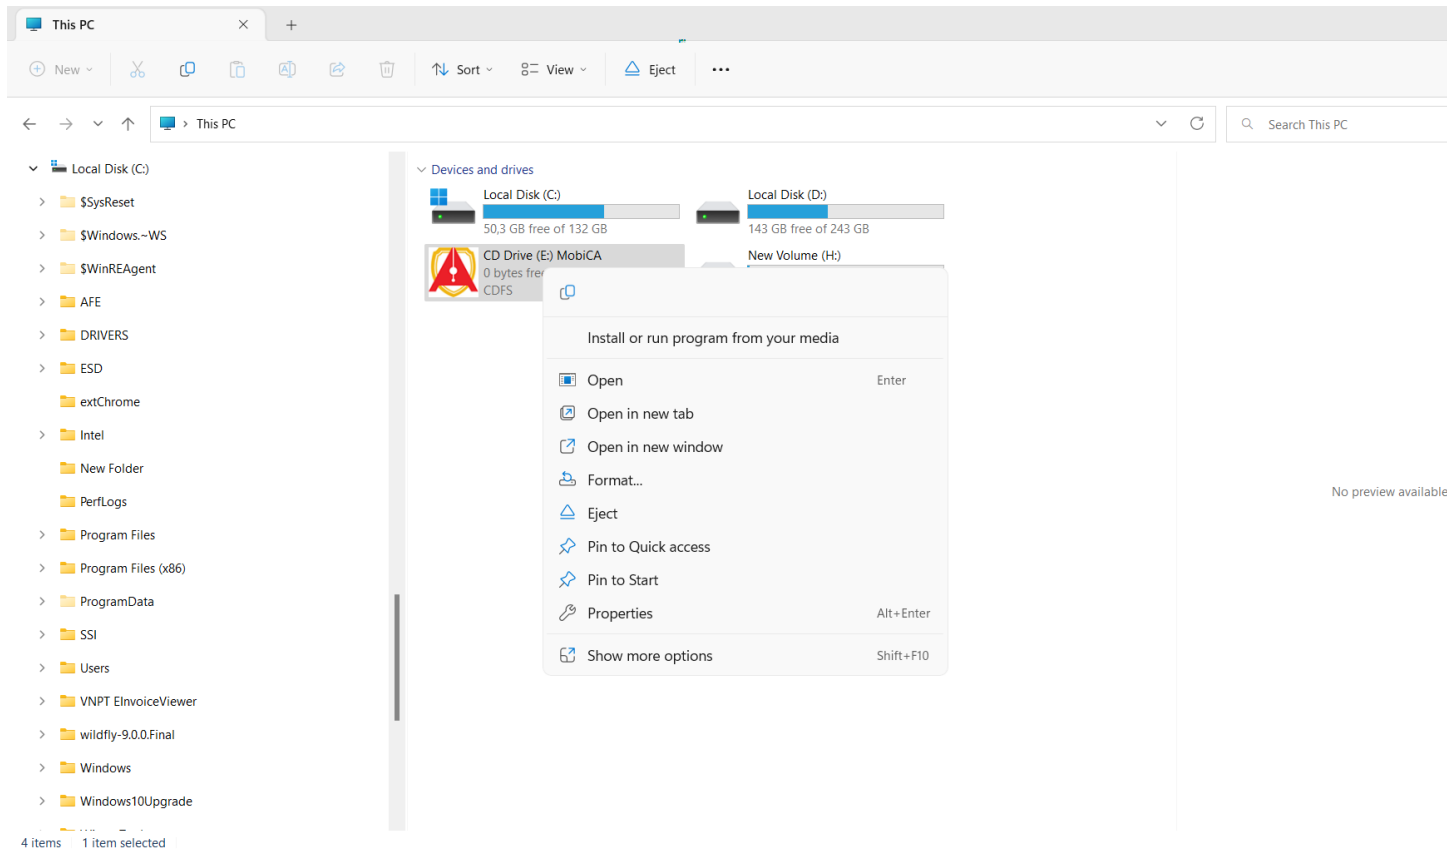 This PC
New
Sort
View
Eject
This PC
Search This PC
Local Disk (C:)
$SysReset
$Windows.~WS
$WinREAgent
AFE
DRIVERS
ESD
extChrome
Intel
New Folder
PerfLogs
Program Files
Program Files (x86)
ProgramData
SSI
Users
VNPT EInvoiceViewer
wildfly-9.0.0.Final
Windows
Windows10Upgrade
Devices and drives
Local Disk (C:)
50,3 GB free of 132 GB
Local Disk (D:)
143 GB free of 243 GB
CD Drive (E:) MobiCA
0 bytes free
CDFS
New Volume (H:)
Install or run program from your media
Open Enter
Open in new tab
Open in new window
Format...
Eject
Pin to Quick access
Pin to Start
Properties Alt+Enter
Show more options Shift+F10
No preview available
4 items 1 item selected